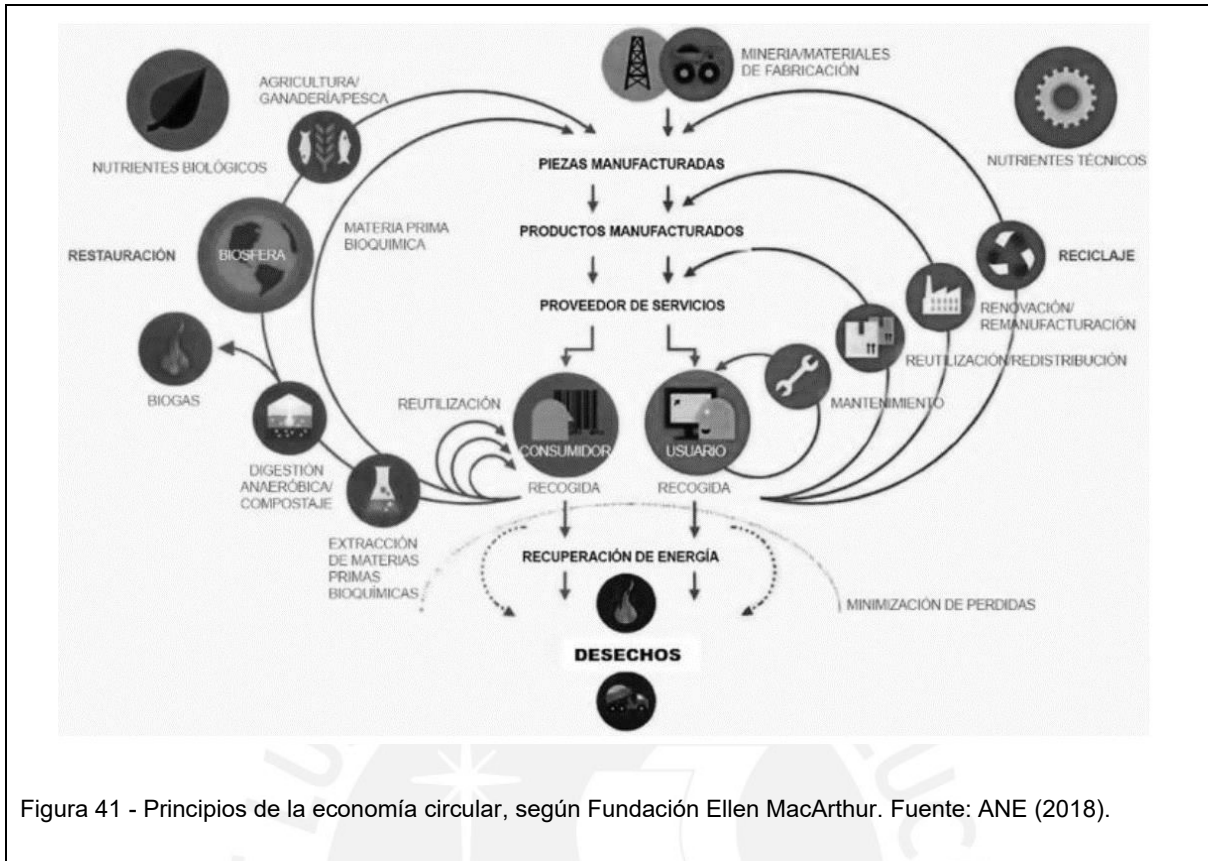 MINERIA/MATERIALES
DE FABRICACIÓN
AGRICULTURA/
GANADERÍA/PESCA
NUTRIENTES BIOLÓGICOS
NUTRIENTES TÉCNICOS
PIEZAS MANUFACTURADAS
MATERIA PRIMA
BIOQUIMICA
PRODUCTOS MANUFACTURADOS
RESTAURACIÓN
BIOSFERA
RECICLAJE
PROVEEDOR DE SERVICIOS
RENOVACIÓN/
REMANUFACTURACIÓN
REUTILIZACIÓN/REDISTRIBUCIÓN
BIOGAS
REUTILIZACIÓN
MANTENIMIENTO
CONSUMIDOR
USUARIO
DIGESTIÓN
ANAERÓBICA/
COMPOSTAJE
RECOGIDA
RECOGIDA
EXTRACCIÓN
DE MATERIAS
PRIMAS
BIOQUÍMICAS
RECUPERACIÓN DE ENERGÍA
MINIMIZACIÓN DE PERDIDAS
DESECHOS
Figura 41 - Principios de la economía circular, según Fundación Ellen MacArthur. Fuente: ANE (2018).